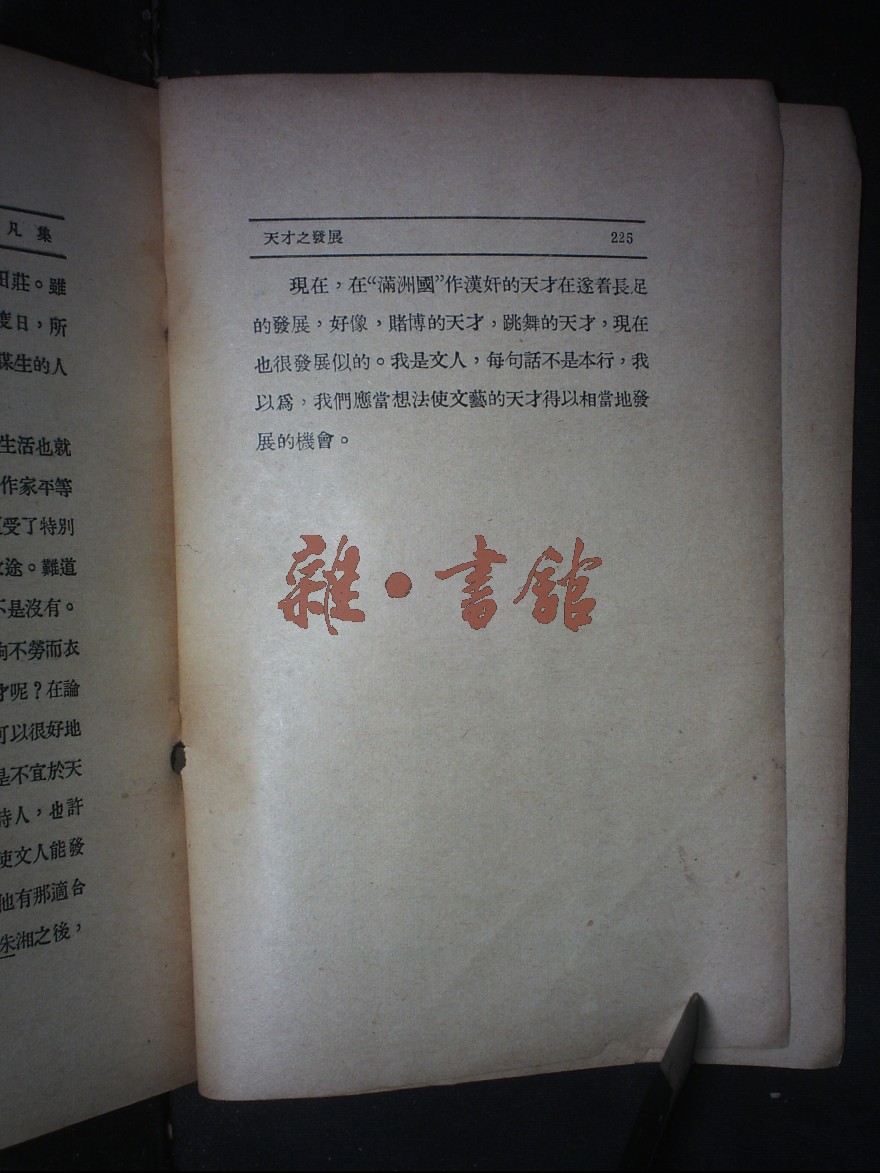 凡集
田莊。雖
度日，所
謀生的人
生活也就
作家平等
受了特別
途。難道
不是沒有。
夠不勞而衣
才呢？在論
可以很好地
是不宜於天
詩人，也許
使文人能發
他有那適合
朱湘之後，
天才之發展 225
現在，在“滿洲國”作漢奸的天才在遂着長足
的發展，好像，賭博的天才，跳舞的天才，現在
也很發展似的。我是文人，每句話不是本行，我
以爲，我們應當想法使文藝的天才得以相當地發
展的機會。
雜・書館